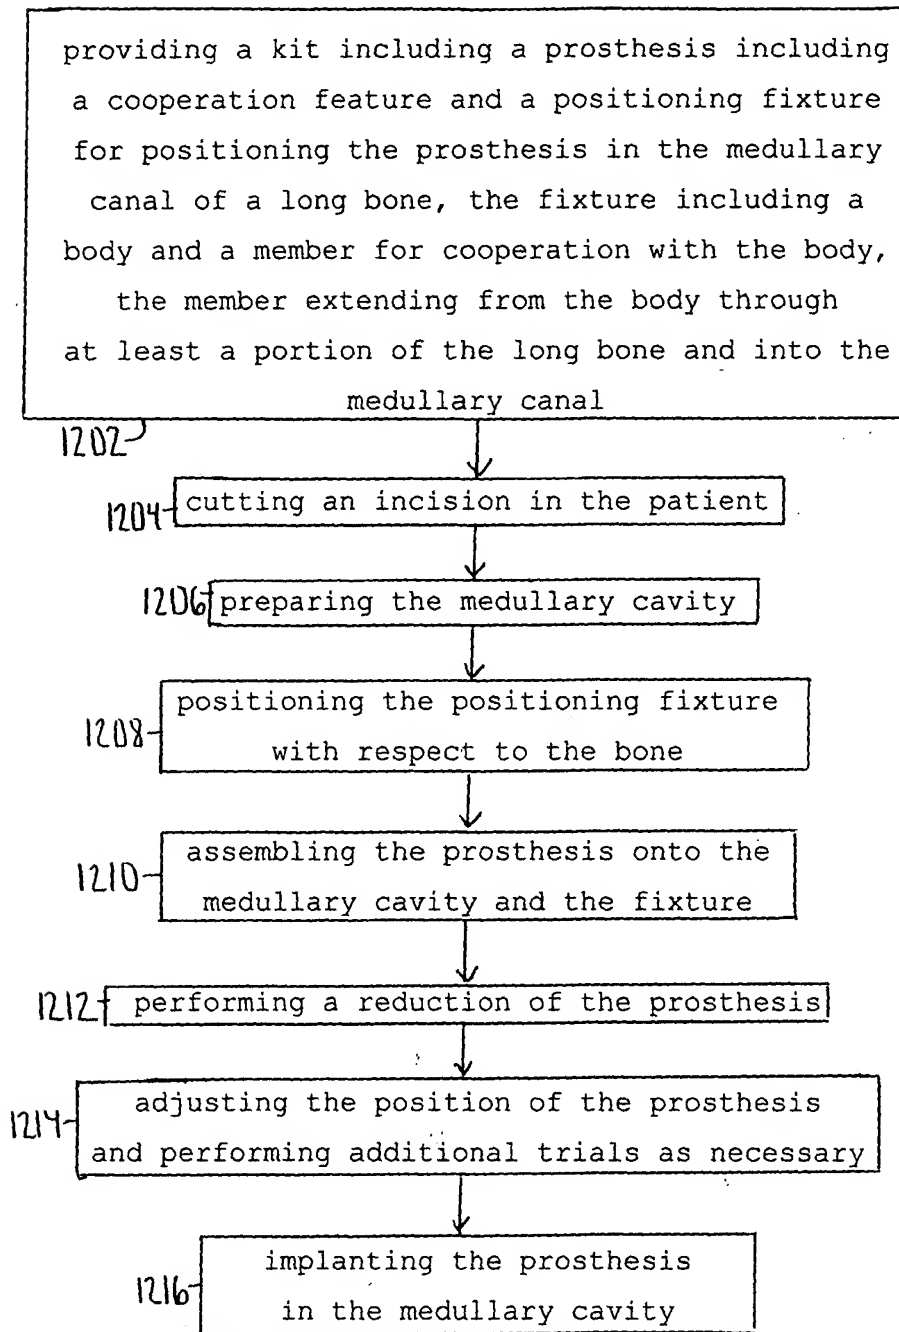 providing a kit including a prosthesis including
a cooperation feature and a positioning fixture
for positioning the prosthesis in the medullary
canal of a long bone, the fixture including a
body and a member for cooperation with the body,
the member extending from the body through
at least a portion of the long bone and into the
medullary canal
1202
1204
cutting an incision in the patient
1206
preparing the medullary cavity
positioning the positioning fixture
1208
with respect to the bone
assembling the prosthesis onto the
1210
medullary cavity and the fixture
1212
performing a reduction of the prosthesis
adjusting the position of the prosthesis
1214
and performing additional trials as necessary
implanting the prosthesis
1216
in the medullary cavity